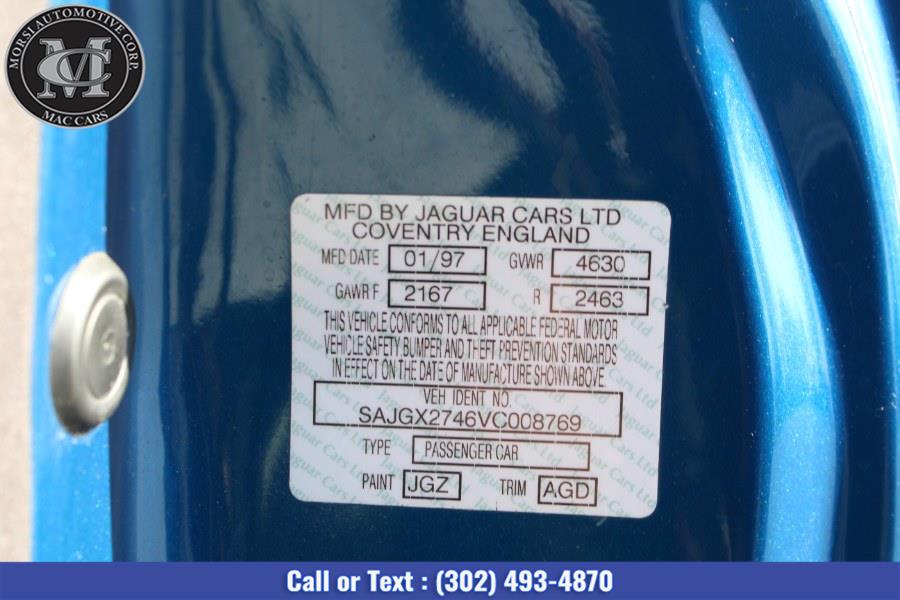 MORSI AUTOMOTIVE CORP.
MC
MAC CARS
MFD BY JAGUAR CARS LTD
COVENTRY ENGLAND
MFD DATE 01/97 GVWR 4630
GAWR F 2167 R 2463
THIS VEHICLE CONFORMS TO ALL APPLICABLE FEDERAL MOTOR
VEHICLE SAFETY BUMPER AND THEFT PREVENTION STANDARDS
IN EFFECT ON THE DATE OF MANUFACTURE SHOWN ABOVE.
VEH IDENT NO.
SAJGX2746VC008769
TYPE PASSENGER CAR
PAINT JGZ TRIM AGD
Call or Text : (302) 493-4870